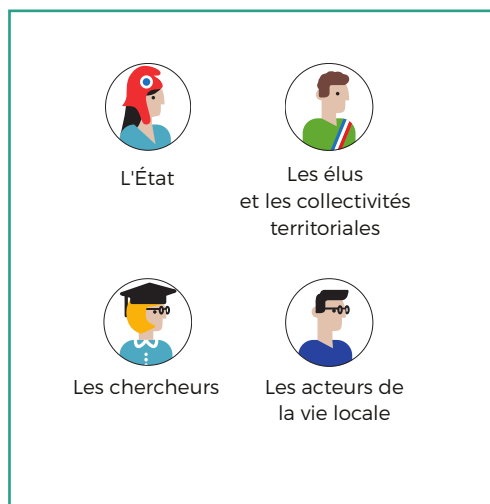 L'État
Les élus
et les collectivités
territoriales
Les chercheurs
Les acteurs de
la vie locale